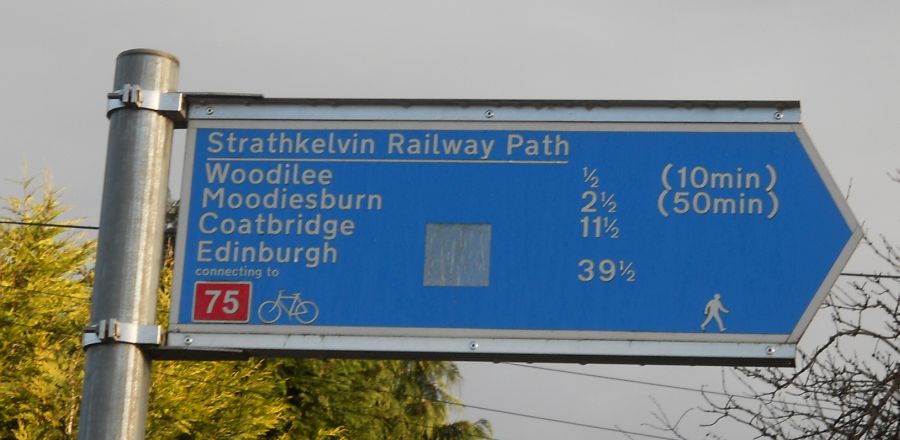 Strathkelvin Railway Path
Woodilee ½ (10min)
Moodiesburn 2½ (50min)
Coatbridge 11½
Edinburgh 39½
connecting to
75